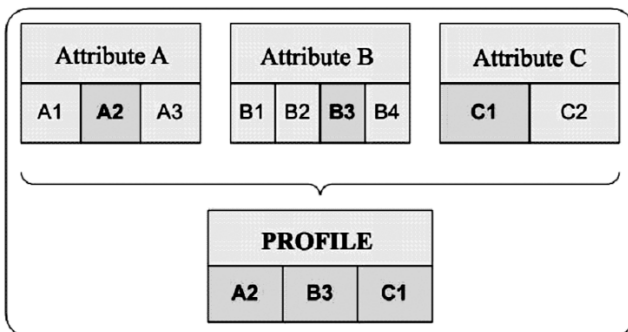 Attribute A Attribute B Attribute C
A1 A2 A3 B1 B2 B3 B4 C1 C2
PROFILE
A2 B3 C1